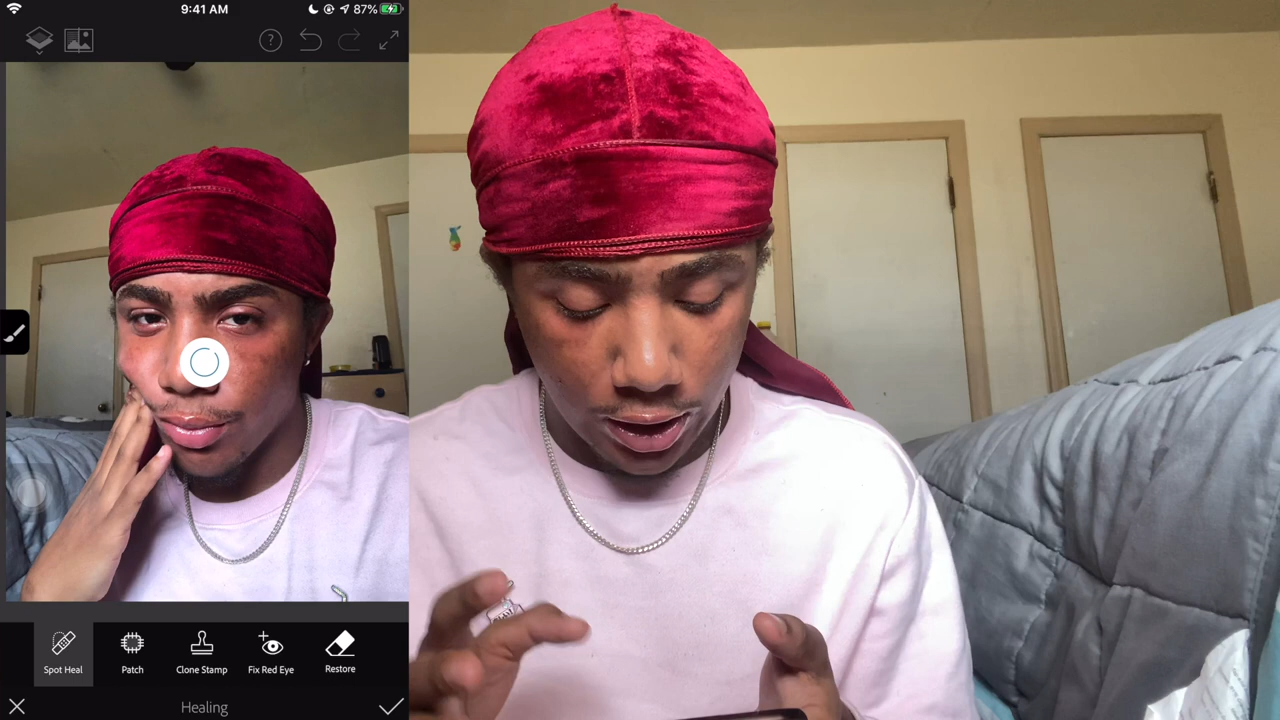 9:41 AM
87%
Spot Heal
Patch
Clone Stamp
Fix Red Eye
Restore
Healing